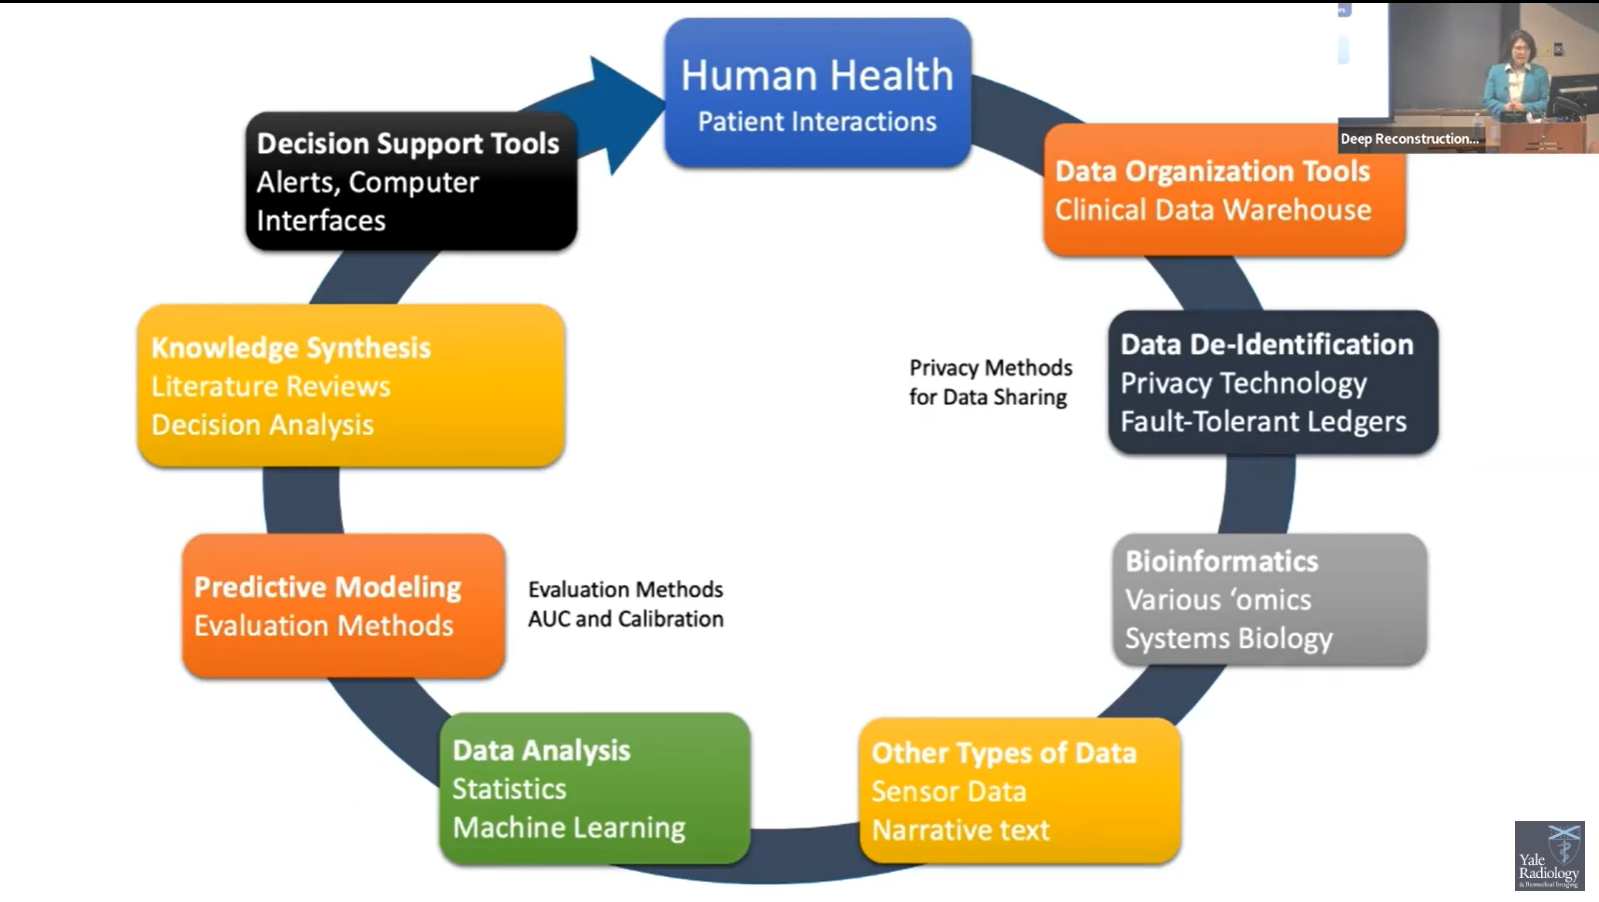 Human Health
Patient Interactions
Deep Reconstruction...
Data Organization Tools
Clinical Data Warehouse
Data De-Identification
Privacy Technology
Fault-Tolerant Ledgers
Privacy Methods
for Data Sharing
Bioinformatics
Various ‘omics
Systems Biology
Other Types of Data
Sensor Data
Narrative text
Data Analysis
Statistics
Machine Learning
Predictive Modeling
Evaluation Methods
Evaluation Methods
AUC and Calibration
Knowledge Synthesis
Literature Reviews
Decision Analysis
Decision Support Tools
Alerts, Computer
Interfaces
Yale
Radiology
& Biomedical Imaging